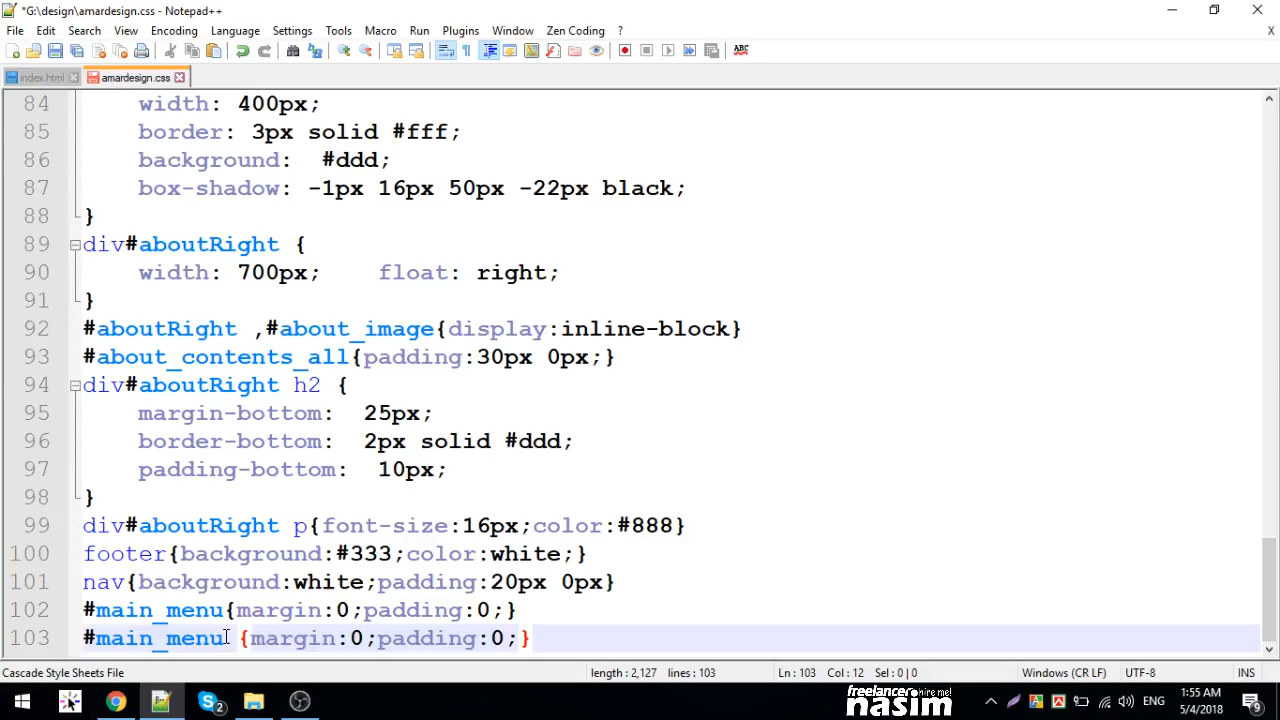 *G:\design\amardesign.css - Notepad++
File Edit Search View Encoding Language Settings Tools Macro Run Plugins Window Zen Coding ?
X
ABC
index.html amardesign.css
84 width: 400px;
85 border: 3px solid #fff;
86 background: #ddd;
87 box-shadow: -1px 16px 50px -22px black;
88 }
89 div#aboutRight {
90 width: 700px; float: right;
91 }
92 #aboutRight ,#about_image{display:inline-block}
93 #about_contents_all{padding:30px 0px;}
94 div#aboutRight h2 {
95 margin-bottom: 25px;
96 border-bottom: 2px solid #ddd;
97 padding-bottom: 10px;
98 }
99 div#aboutRight p{font-size:16px;color:#888}
100 footer{background:#333;color:white;}
101 nav{background:white;padding:20px 0px}
102 #main_menu{margin:0;padding:0;}
103 #main_menu {margin:0;padding:0;}
Cascade Style Sheets File length : 2,127 lines : 103 Ln : 103 Col : 12 Sel : 0 | 0 Windows (CR LF) UTF-8 INS
2 freelancer hire me! nasim ENG 1:55 AM 5/4/2018 9